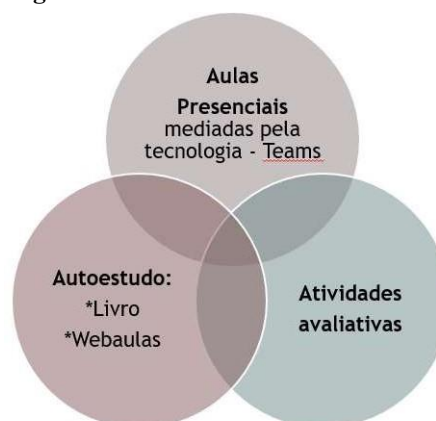 Aulas
Presenciais
mediadas pela
tecnologia - Teams
Autoestudo:
*Livro
*Webaulas
Atividades
avaliativas